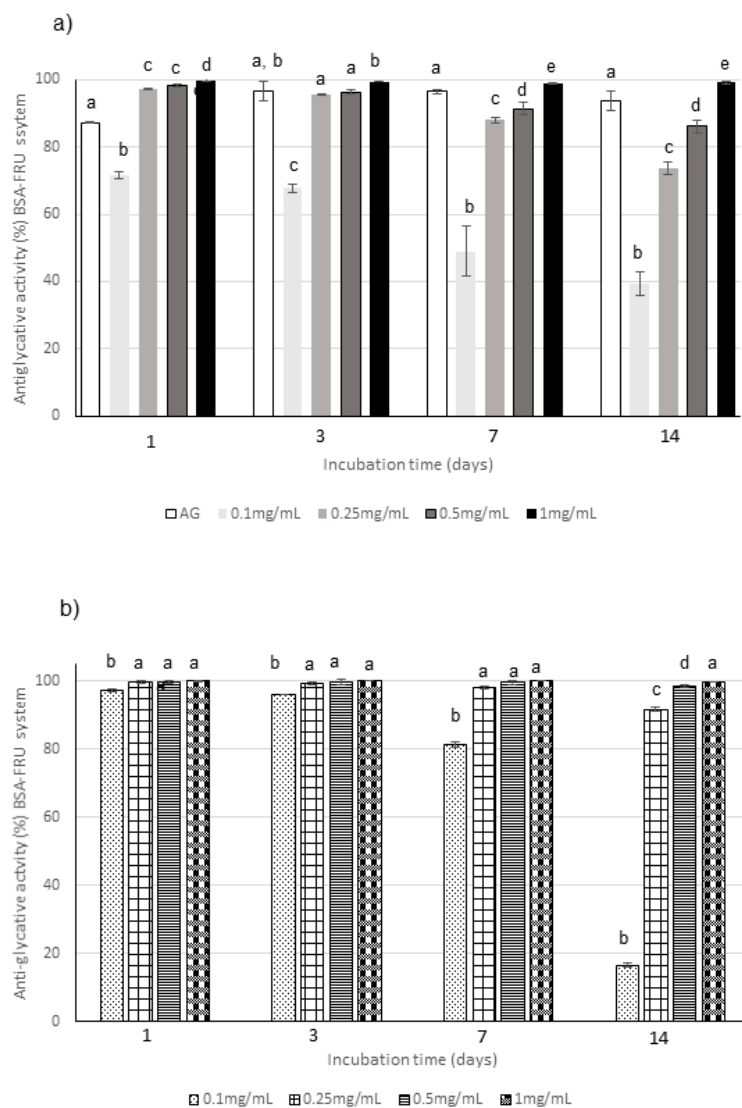 a)
Antiglycative activity (%) BSA-FRU ssytem
100
80
60
40
20
0
a b c c d
a, b c a a b
a b c d e
a b c d e
1 3 7 14
Incubation time (days)
AG 0.1mg/mL 0.25mg/mL 0.5mg/mL 1mg/mL
b)
Anti-glycative actvity (%) BSA-FRU system
100
80
60
40
20
0
b a a a
b a a a
b a a a
b c d a
1 3 7 14
Incubation time (days)
0.1mg/mL 0.25mg/mL 0.5mg/mL 1mg/mL